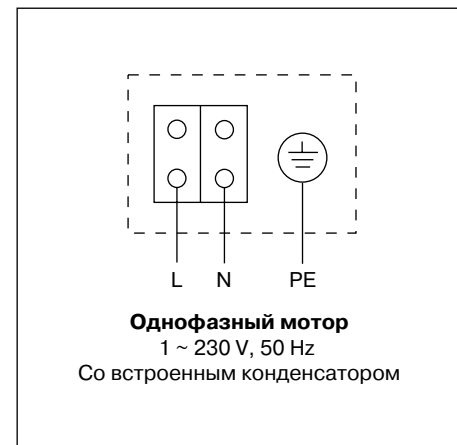 L N PE
Однофазный мотор
1 ~ 230 V, 50 Hz
Со встроенным конденсатором